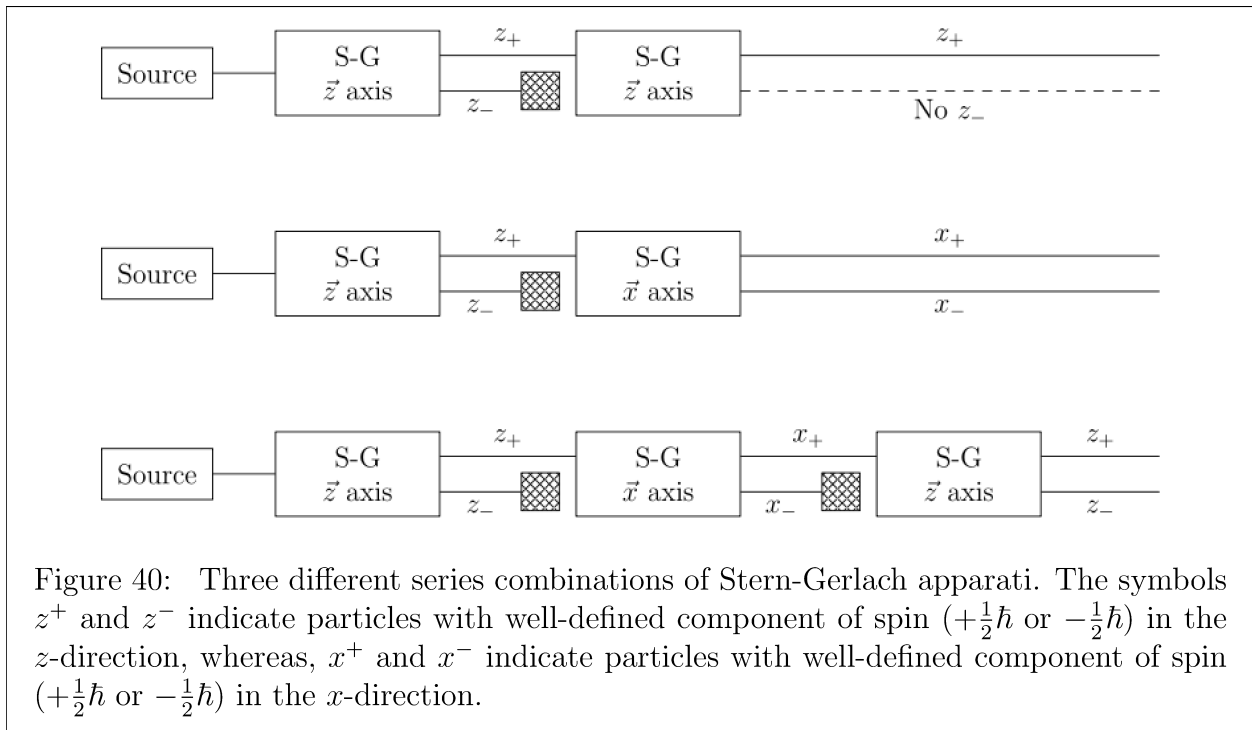 z₊ z₊
Source S-G S-G
z⃗ axis z⃗ axis
z₋ No z₋
z₊ x₊
Source S-G S-G
z⃗ axis x⃗ axis
z₋ x₋
z₊ x₊ z₊
Source S-G S-G S-G
z⃗ axis x⃗ axis z⃗ axis
z₋ x₋ z₋
Figure 40: Three different series combinations of Stern-Gerlach apparati. The symbols
z⁺ and z⁻ indicate particles with well-defined component of spin (+½ħ or −½ħ) in the
z-direction, whereas, x⁺ and x⁻ indicate particles with well-defined component of spin
(+½ħ or −½ħ) in the x-direction.